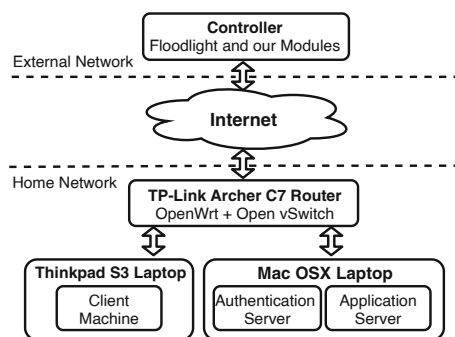 Controller
Floodlight and our Modules
External Network
Internet
Home Network
TP-Link Archer C7 Router
OpenWrt + Open vSwitch
Thinkpad S3 Laptop
Client
Machine
Mac OSX Laptop
Authentication
Server
Application
Server